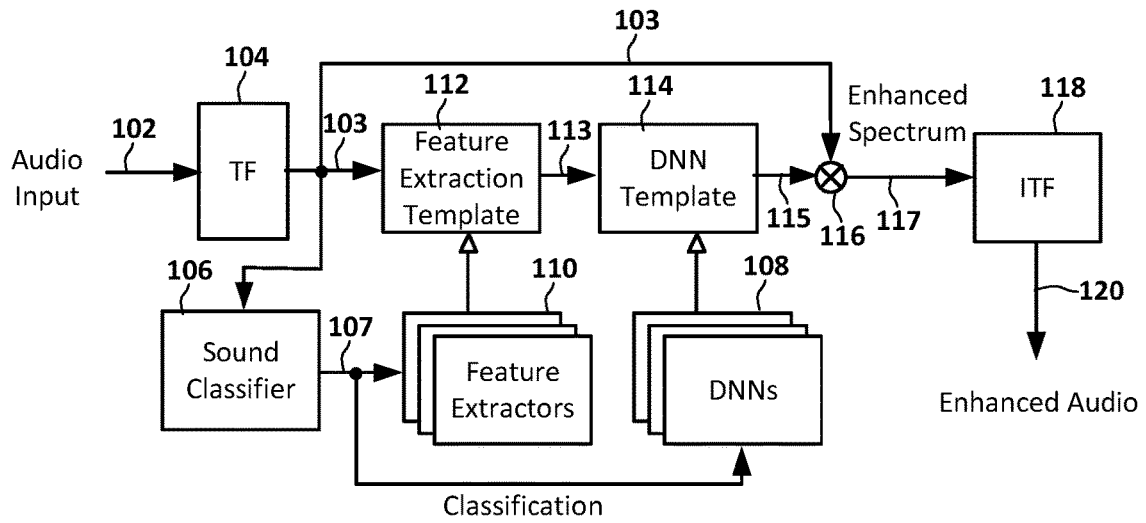 103
104
112
114
118
Enhanced
Spectrum
102
103
113
Audio
Input
TF
Feature
Extraction
Template
DNN
Template
ITF
115
116
117
106
110
108
120
107
Sound
Classifier
Feature
Extractors
DNNs
Enhanced Audio
Classification